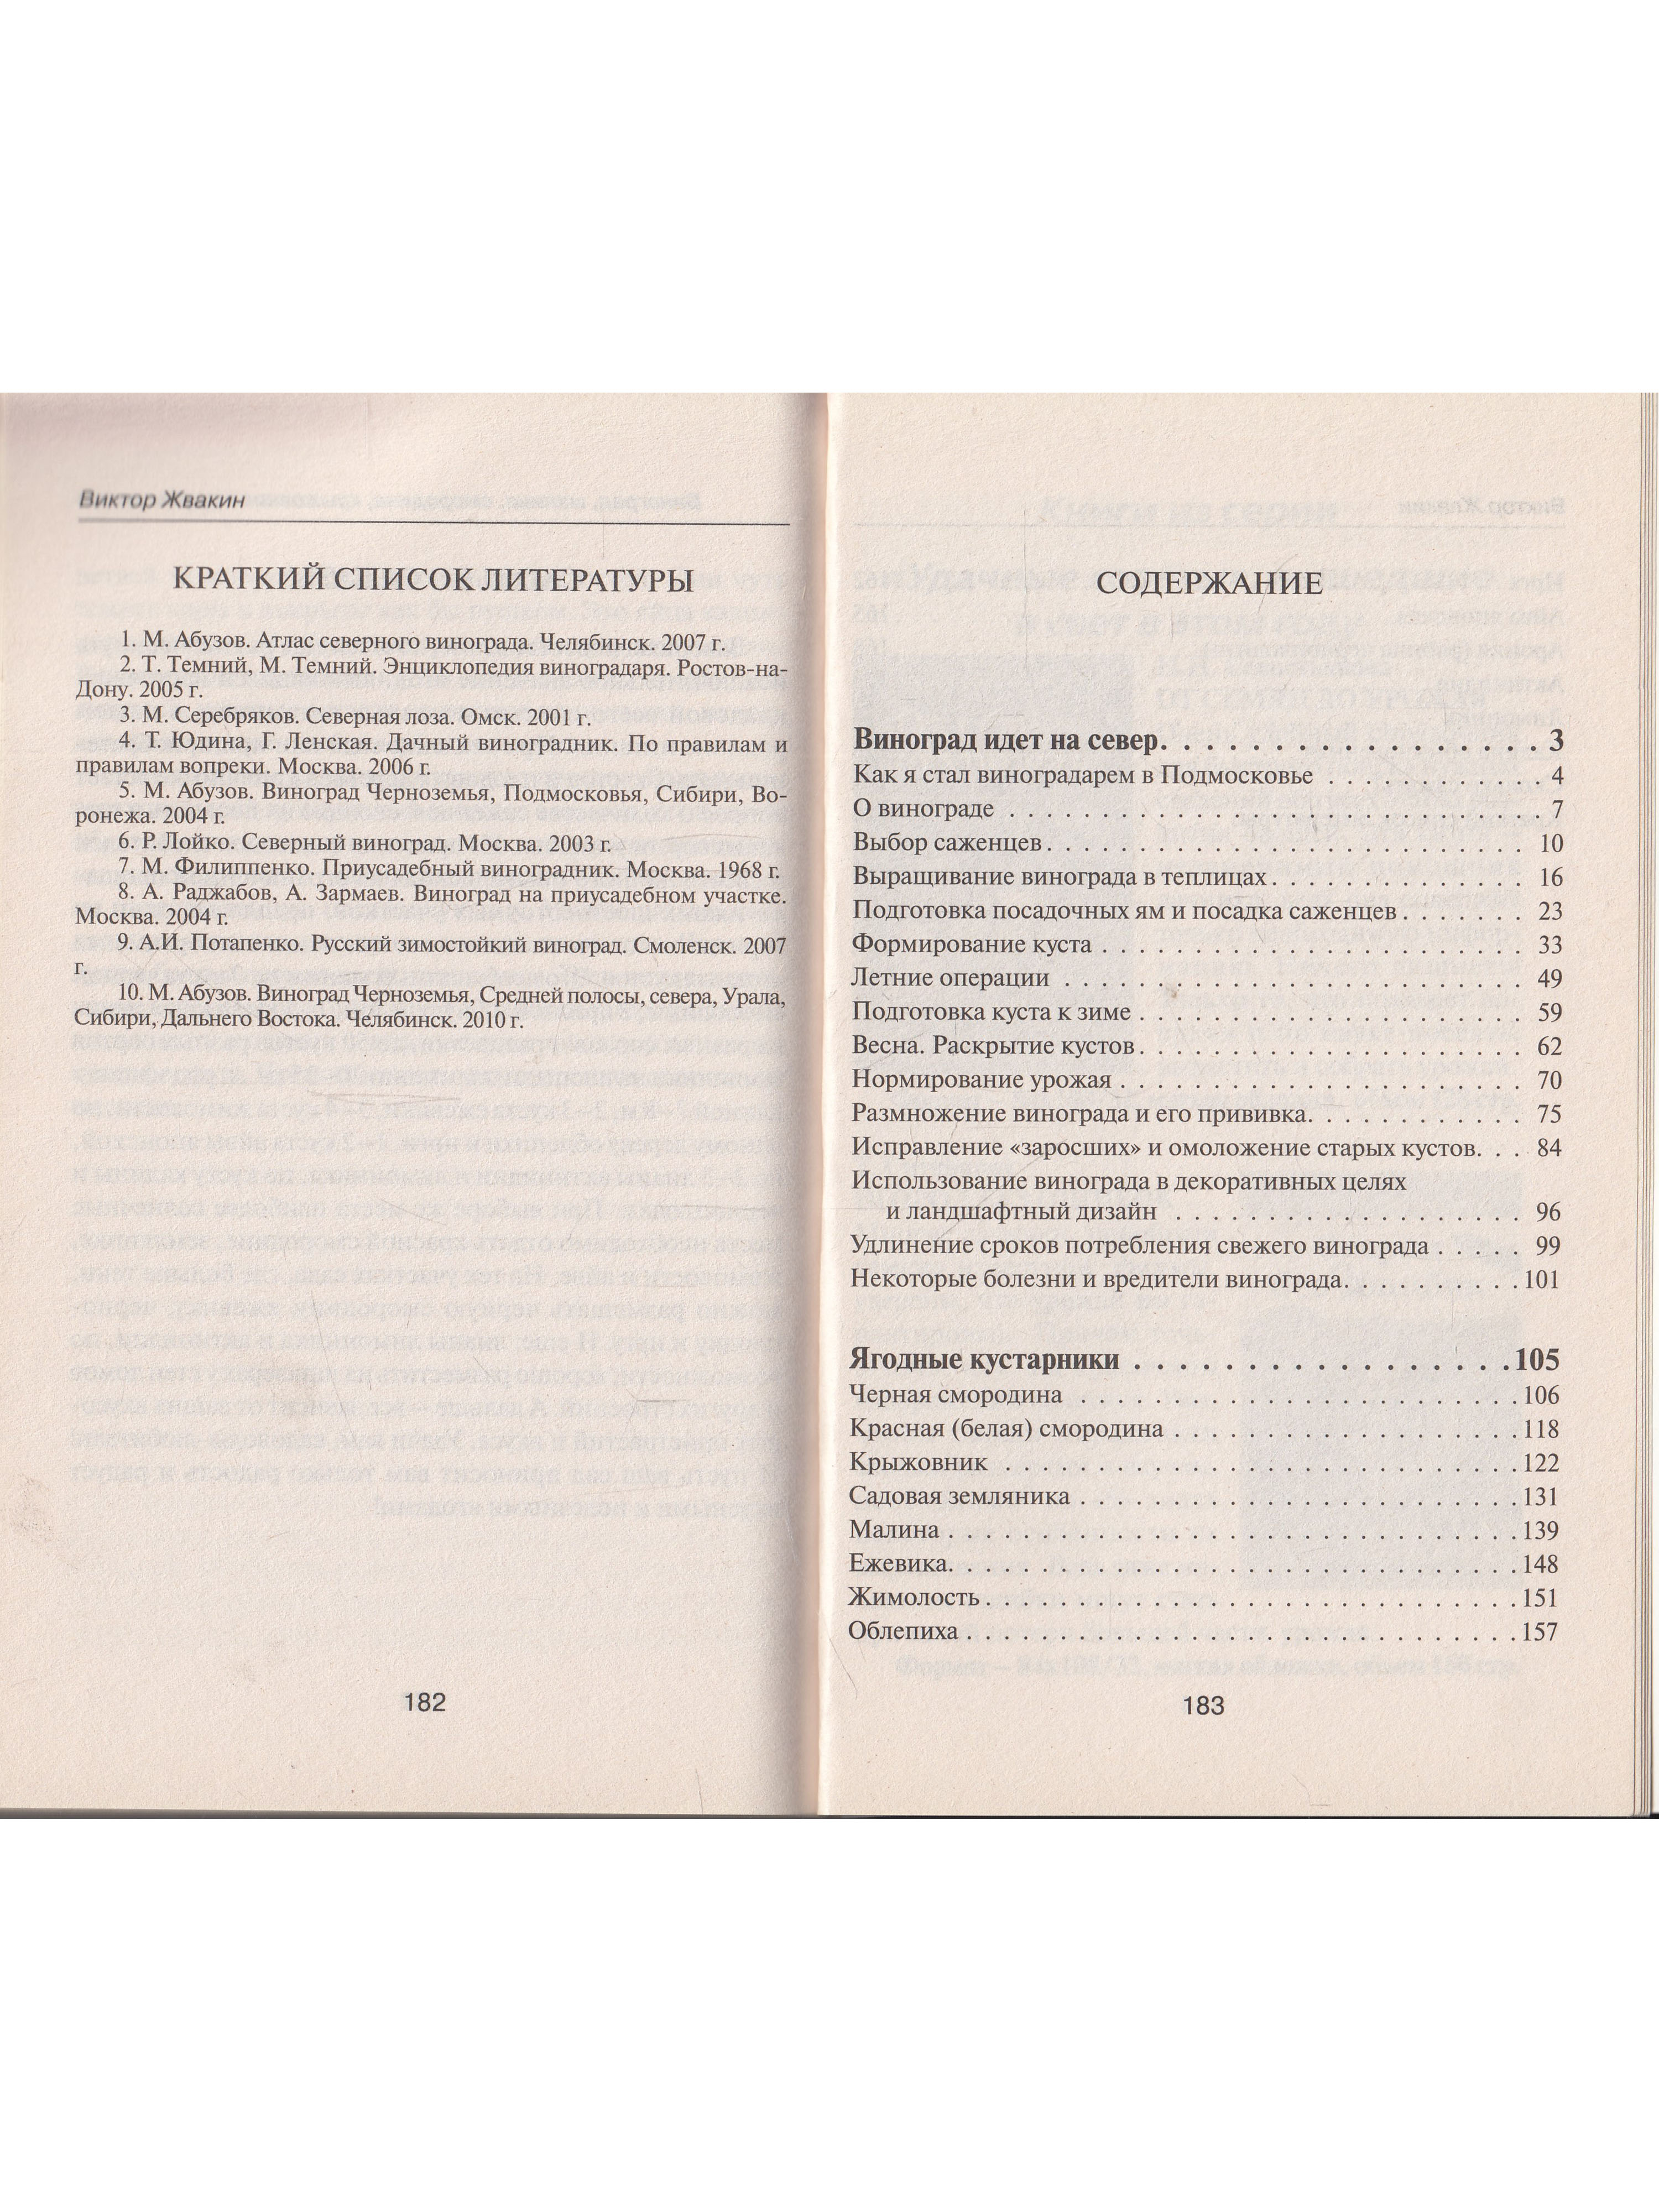 Виктор Жвакин
КРАТКИЙ СПИСОК ЛИТЕРАТУРЫ
1. М. Абузов. Атлас северного винограда. Челябинск. 2007 г.
2. Т. Темний, М. Темний. Энциклопедия виноградаря. Ростов-на-
Дону. 2005 г.
3. М. Серебряков. Северная лоза. Омск. 2001 г.
4. Т. Юдина, Г. Ленская. Дачный виноградник. По правилам и
правилам вопреки. Москва. 2006 г.
5. М. Абузов. Виноград Черноземья, Подмосковья, Сибири, Во-
ронежа. 2004 г.
6. Р. Лойко. Северный виноград. Москва. 2003 г.
7. М. Филиппенко. Приусадебный виноградник. Москва. 1968 г.
8. А. Раджабов, А. Зармаев. Виноград на приусадебном участке.
Москва. 2004 г.
9. А.И. Потапенко. Русский зимостойкий виноград. Смоленск. 2007
г.
10. М. Абузов. Виноград Черноземья, Средней полосы, севера, Урала,
Сибири, Дальнего Востока. Челябинск. 2010 г.
182
СОДЕРЖАНИЕ
Виноград идет на север. . . . . . . . . . . . . . . . 3
Как я стал виноградарем в Подмосковье . . . . . . . . . . 4
О винограде . . . . . . . . . . . . . . . . . . . . . . . 7
Выбор саженцев. . . . . . . . . . . . . . . . . . . . 10
Выращивание винограда в теплицах. . . . . . . . . . . 16
Подготовка посадочных ям и посадка саженцев . . . . . . 23
Формирование куста . . . . . . . . . . . . . . . . . . 33
Летние операции . . . . . . . . . . . . . . . . . . . 49
Подготовка куста к зиме . . . . . . . . . . . . . . . . 59
Весна. Раскрытие кустов. . . . . . . . . . . . . . . . 62
Нормирование урожая . . . . . . . . . . . . . . . . . 70
Размножение винограда и его прививка. . . . . . . . . . 75
Исправление «заросших» и омоложение старых кустов. . . 84
Использование винограда в декоративных целях
и ландшафтный дизайн . . . . . . . . . . . . . . . 96
Удлинение сроков потребления свежего винограда . . . . . 99
Некоторые болезни и вредители винограда. . . . . . . . . . 101
Ягодные кустарники . . . . . . . . . . . . . . . . .105
Черная смородина . . . . . . . . . . . . . . . . . . .106
Красная (белая) смородина . . . . . . . . . . . . . . .118
Крыжовник . . . . . . . . . . . . . . . . . . . . . .122
Садовая земляника . . . . . . . . . . . . . . . . . . .131
Малина . . . . . . . . . . . . . . . . . . . . . . . .139
Ежевика. . . . . . . . . . . . . . . . . . . . . . . .148
Жимолость . . . . . . . . . . . . . . . . . . . . . .151
Облепиха . . . . . . . . . . . . . . . . . . . . . . .157
183